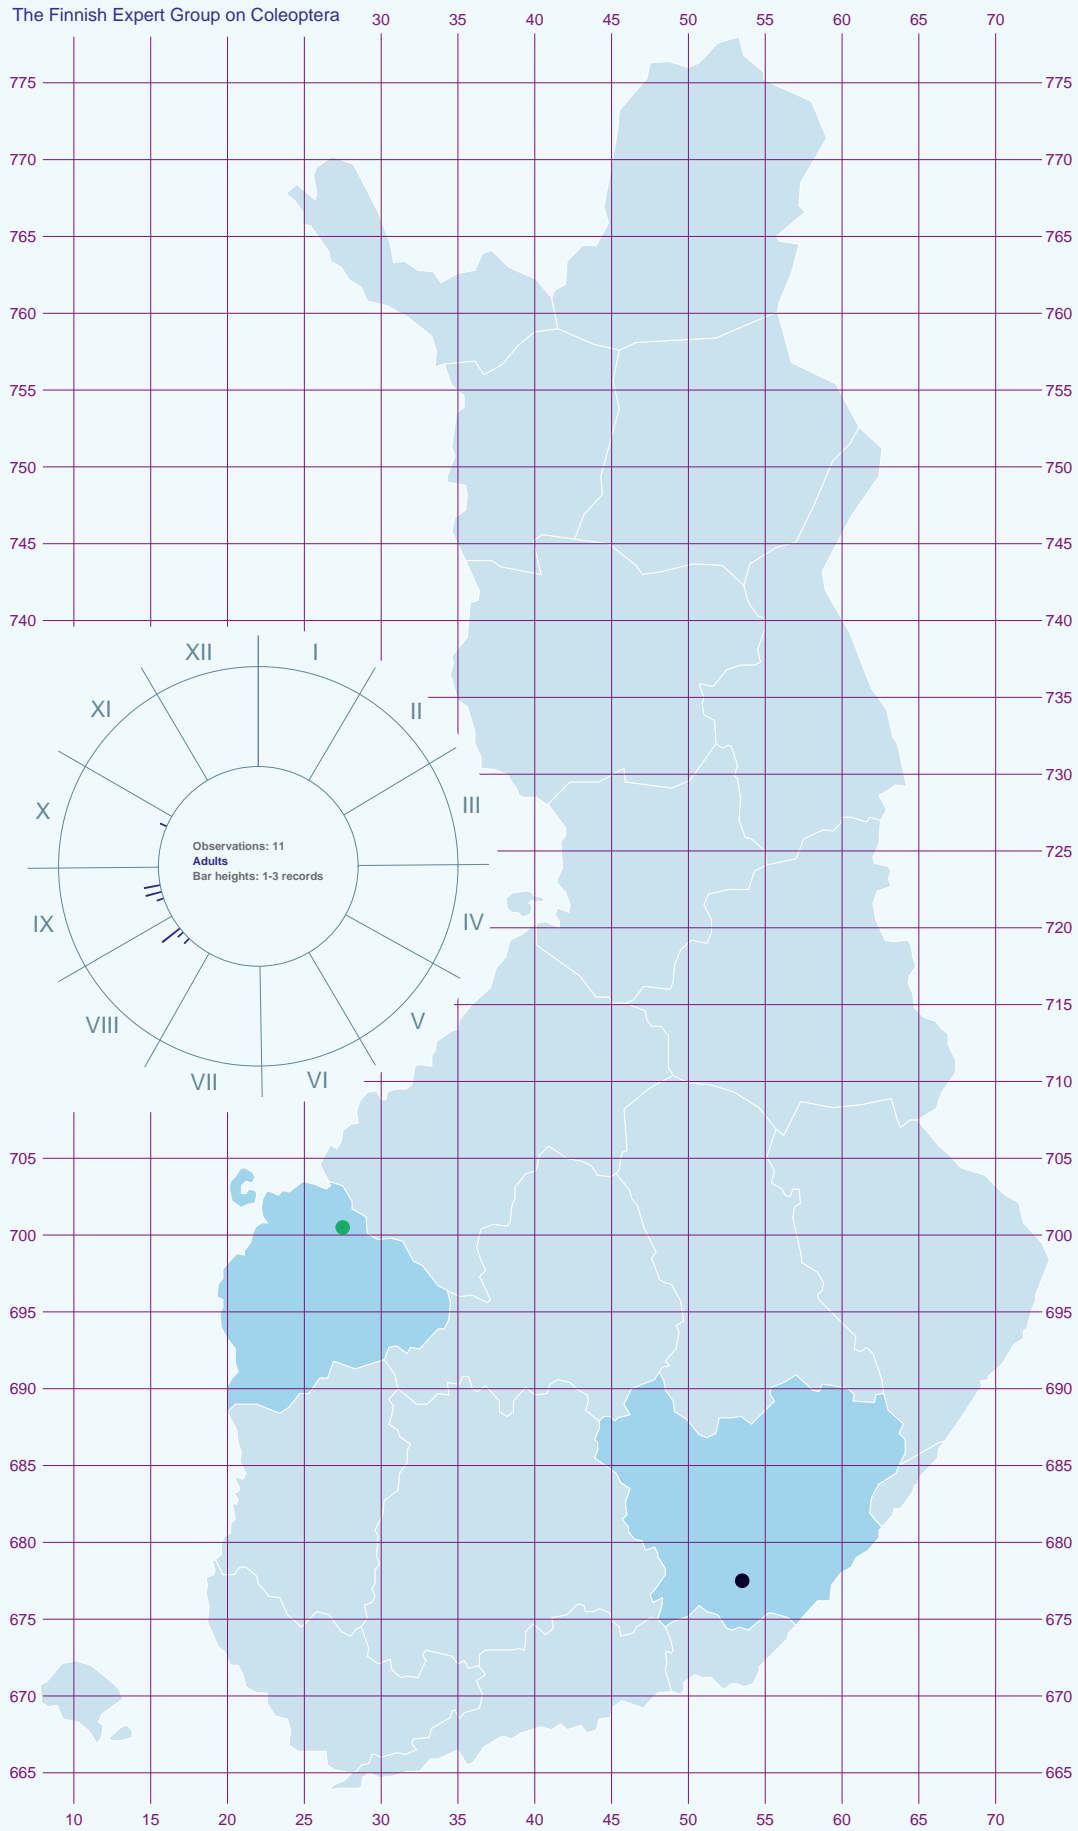 The Finnish Expert Group on Coleoptera
30 35 40 45 50 55 60 65 70
775 775
770 770
765 765
760 760
755 755
750 750
745 745
740 740
XII I
XI II
735
730
X III
725
Observations: 11
Adults
Bar heights: 1-3 records
IX IV
720
715
VIII V
VII VI
710
705 705
700 700
695 695
690 690
685 685
680 680
675 675
670 670
665 665
10 15 20 25 30 35 40 45 50 55 60 65 70